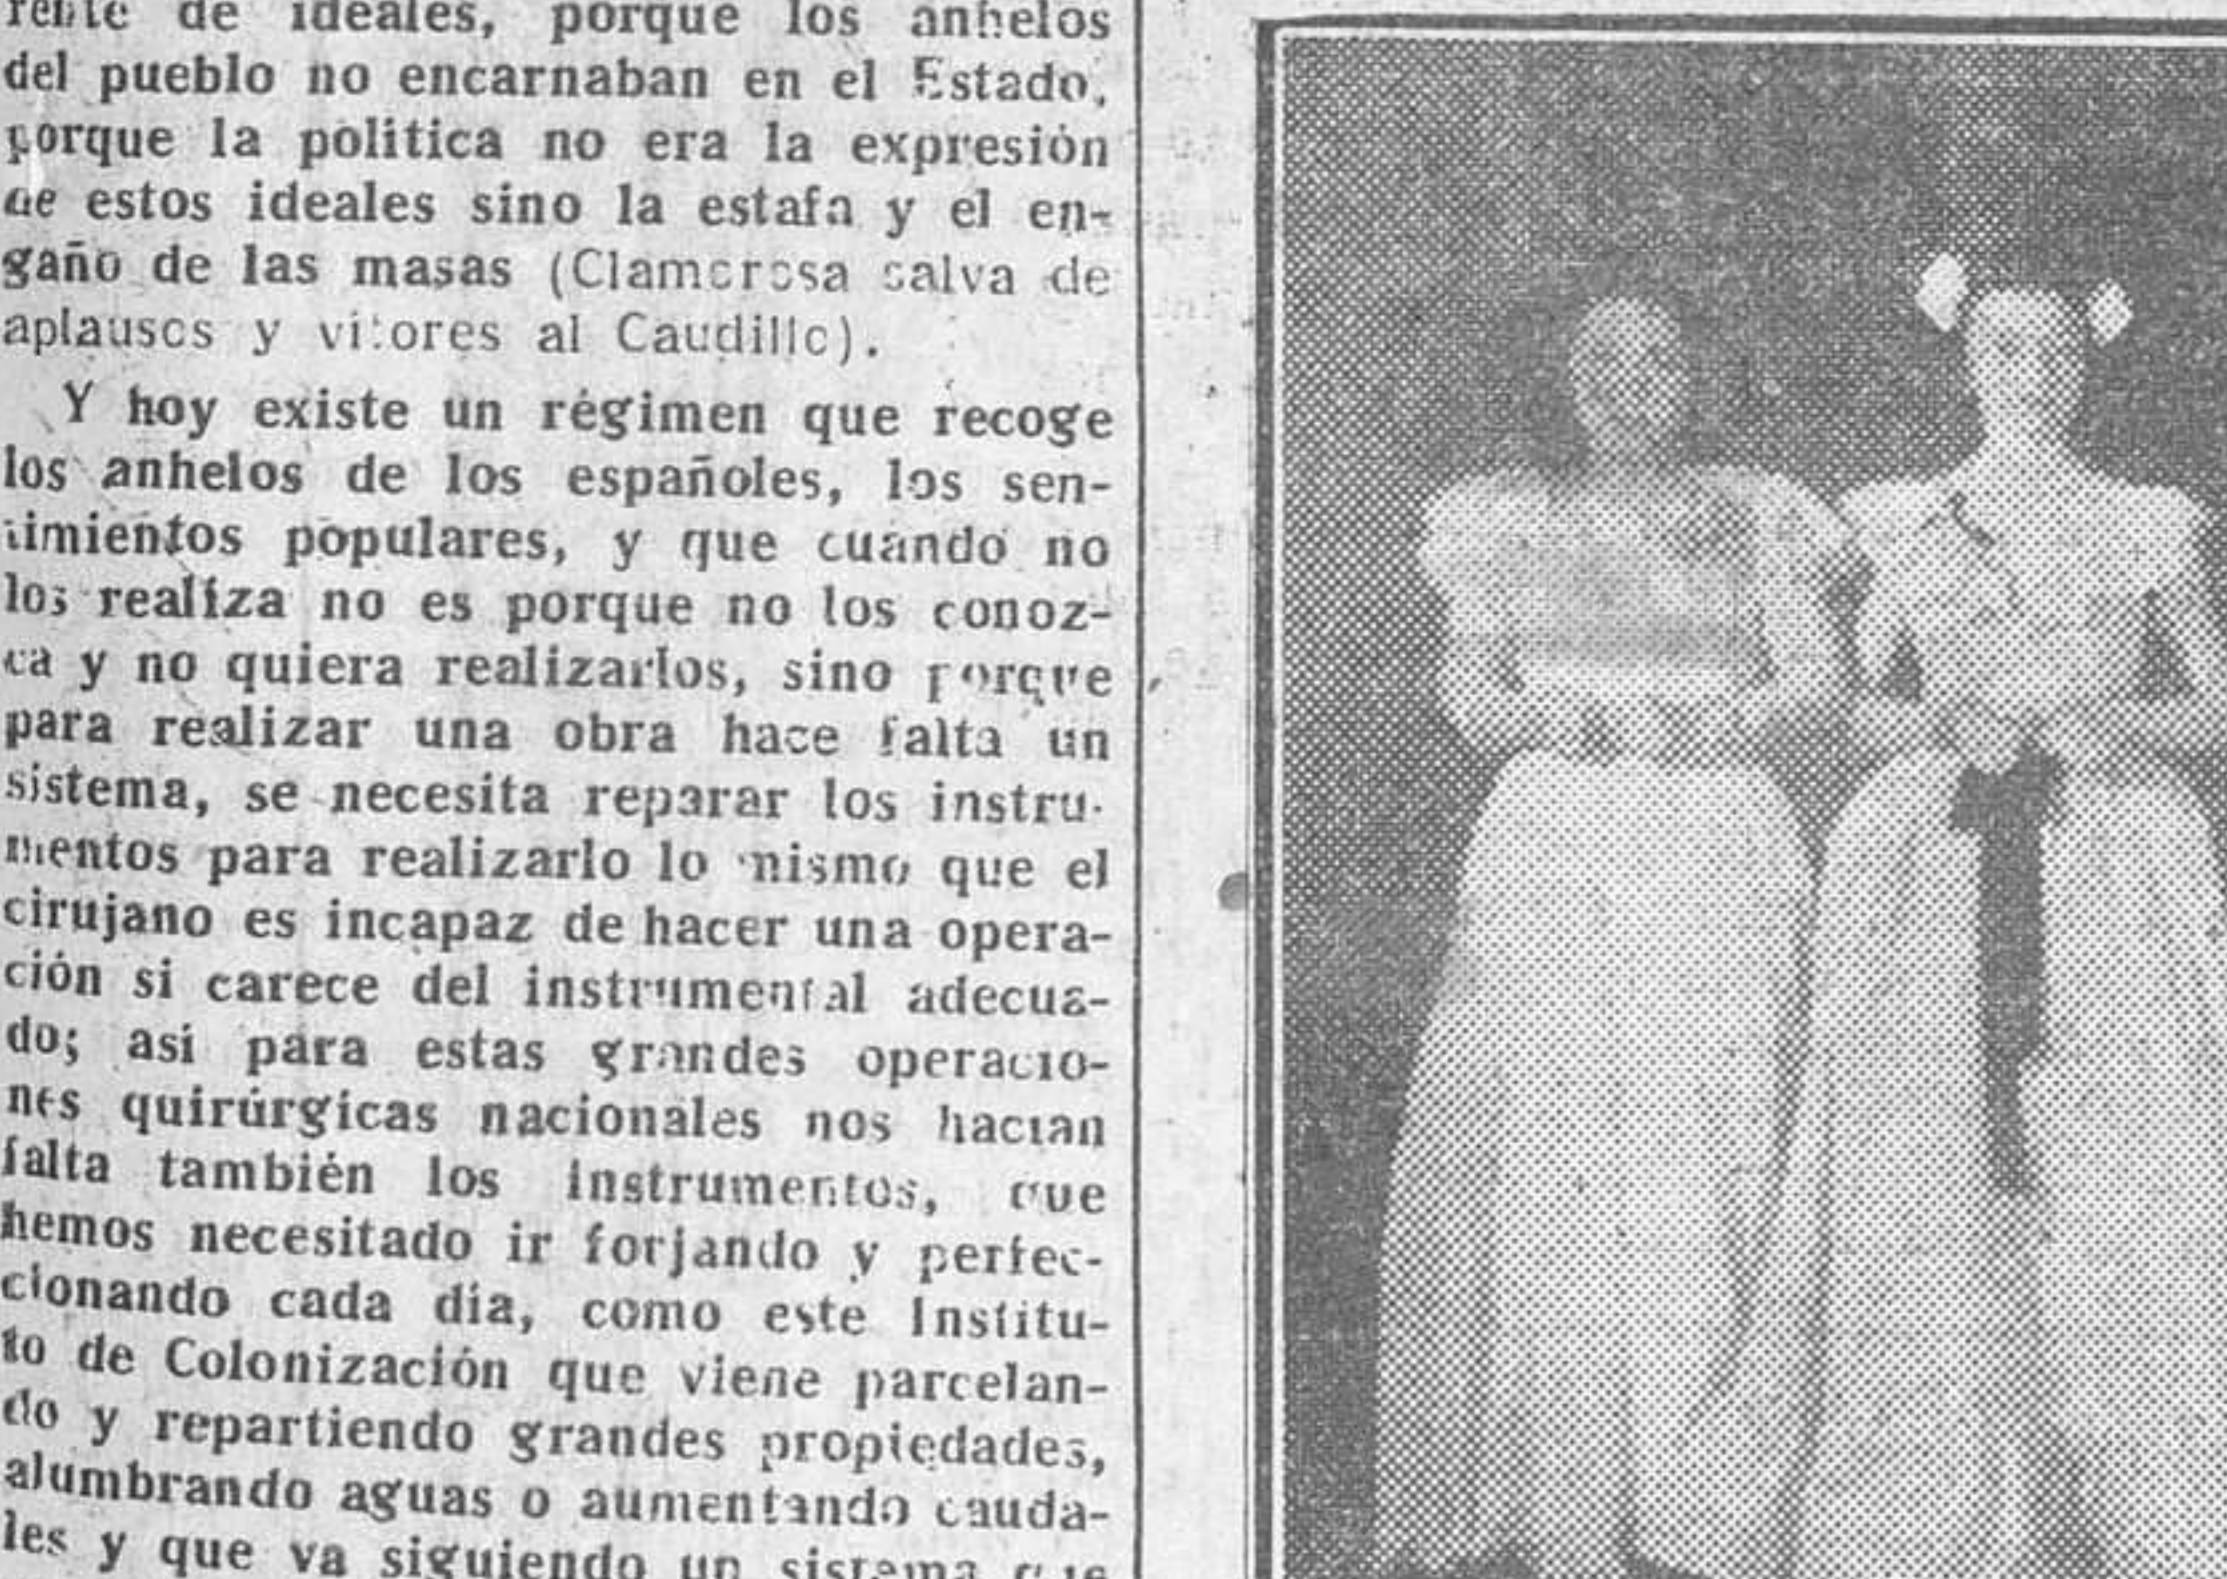 de ideales, porque los anhelos
del pueblo no encarnaban en el Estado,
porque la politica no era la expresión
de estos ideales sino la estafa y el en-
gaño de las masas (Clamorosa salva de
aplausos y vitores al Caudillo).
Y hoy existe un régimen que recoge
los anhelos de los españoles, los sen-
timientos populares, y que cuando no
los realiza no es porque no los conoz-
ca y no quiera realizarlos, sino porque
para realizar una obra hace falta un
sistema, se necesita reparar los instru-
mentos para realizarlo lo mismo que el
cirujano es incapaz de hacer una opera-
ción si carece del instrumental adecua-
do; asi para estas grandes operacio-
nes quirúrgicas nacionales nos hacian
falta también los instrumentos, que
hemos necesitado ir forjando y perfec-
cionando cada dia, como este Institu-
to de Colonización que viene parcelan-
do y repartiendo grandes propiedades,
alumbrando aguas o aumentando cauda-
les y que va siguiendo un sistema que